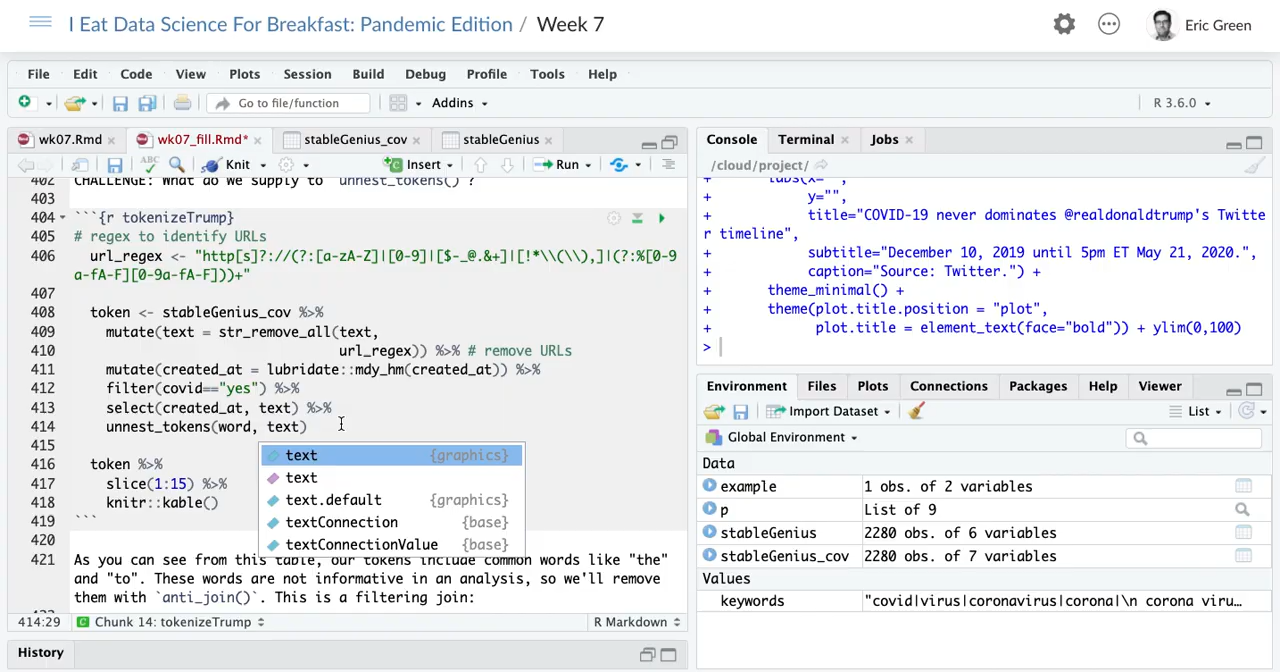 I Eat Data Science For Breakfast: Pandemic Edition / Week 7
Eric Green
File Edit Code View Plots Session Build Debug Profile Tools Help
Go to file/function
Addins
R 3.6.0
wk07.Rmd
wk07_fill.Rmd*
stableGenius_cov
stableGenius
ABC
Knit
Insert
Run
402 CHALLENGE: What do we supply to `unnest_tokens()`?
403
404 ```{r tokenizeTrump}
405 # regex to identify URLs
406 url_regex <- "http[s]?://(?:[a-zA-Z]|[0-9]|[$-_@.&+]|[!*\\(\\),]|(?:%[0-9
a-fA-F][0-9a-fA-F]))+"
407
408 token <- stableGenius_cov %>%
409 mutate(text = str_remove_all(text,
410 url_regex)) %>% # remove URLs
411 mutate(created_at = lubridate::mdy_hm(created_at)) %>%
412 filter(covid=="yes") %>%
413 select(created_at, text) %>%
414 unnest_tokens(word, text)
415
416 token %>%
417 slice(1:15) %>%
418 knitr::kable()
419 ```
420
421 As you can see from this table, our tokens include common words like "the"
and "to". These words are not informative in an analysis, so we'll remove
them with `anti_join()`. This is a filtering join:
text {graphics}
text
text.default {graphics}
textConnection {base}
textConnectionValue {base}
414:29
Chunk 14: tokenizeTrump
R Markdown
History
Console
Terminal
Jobs
/cloud/project/
+ labs(x="",
+ y="",
+ title="COVID-19 never dominates @realdonaldtrump's Twitte
r timeline",
+ subtitle="December 10, 2019 until 5pm ET May 21, 2020.",
+ caption="Source: Twitter.") +
+ theme_minimal() +
+ theme(plot.title.position = "plot",
+ plot.title = element_text(face="bold")) + ylim(0,100)
>
Environment
Files
Plots
Connections
Packages
Help
Viewer
Import Dataset
List
Global Environment
Data
example 1 obs. of 2 variables
p List of 9
stableGenius 2280 obs. of 6 variables
stableGenius_cov 2280 obs. of 7 variables
Values
keywords "covid|virus|coronavirus|corona|\n corona viru…